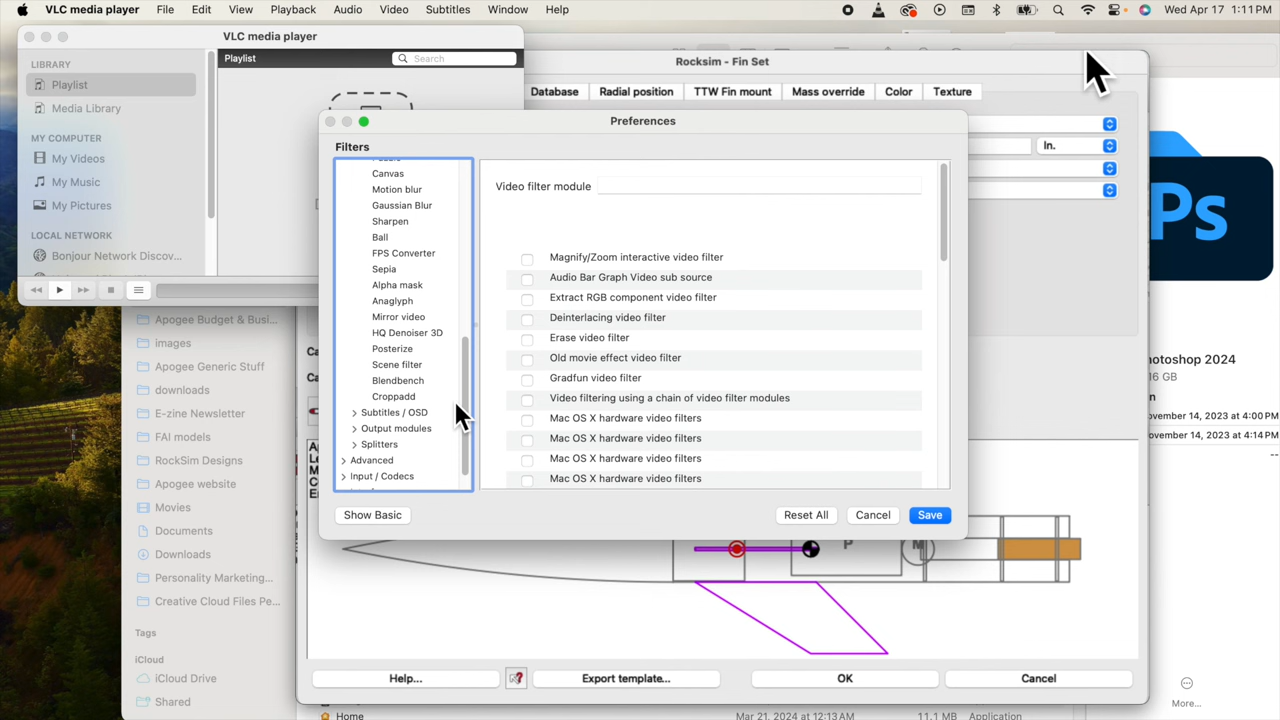 VLC media player File Edit View Playback Audio Video Subtitles Window Help Wed Apr 17 1:11 PM
VLC media player
LIBRARY
Playlist
Media Library
MY COMPUTER
My Videos
My Music
My Pictures
LOCAL NETWORK
Bonjour Network Discov...
Playlist
Search
Rocksim - Fin Set
Database Radial position TTW Fin mount Mass override Color Texture
In.
Preferences
Filters
Canvas
Motion blur
Gaussian Blur
Sharpen
Ball
FPS Converter
Sepia
Alpha mask
Anaglyph
Mirror video
HQ Denoiser 3D
Posterize
Scene filter
Blendbench
Croppadd
Subtitles / OSD
Output modules
Splitters
Advanced
Input / Codecs
Video filter module
Magnify/Zoom interactive video filter
Audio Bar Graph Video sub source
Extract RGB component video filter
Deinterlacing video filter
Erase video filter
Old movie effect video filter
Gradfun video filter
Video filtering using a chain of video filter modules
Mac OS X hardware video filters
Mac OS X hardware video filters
Mac OS X hardware video filters
Mac OS X hardware video filters
Show Basic Reset All Cancel Save
Apogee Budget & Busi...
images
Apogee Generic Stuff
downloads
E-zine Newsletter
FAI models
RockSim Designs
Apogee website
Movies
Documents
Downloads
Personality Marketing...
Creative Cloud Files Pe...
Tags
iCloud
iCloud Drive
Shared
P M
Help... Export template... OK Cancel
Home Mar 21, 2024 at 12:13 AM 11.1 MB Application
Ps
hotoshop 2024
16 GB
n
ovember 14, 2023 at 4:00 PM
ovember 14, 2023 at 4:14 PM
--
More...